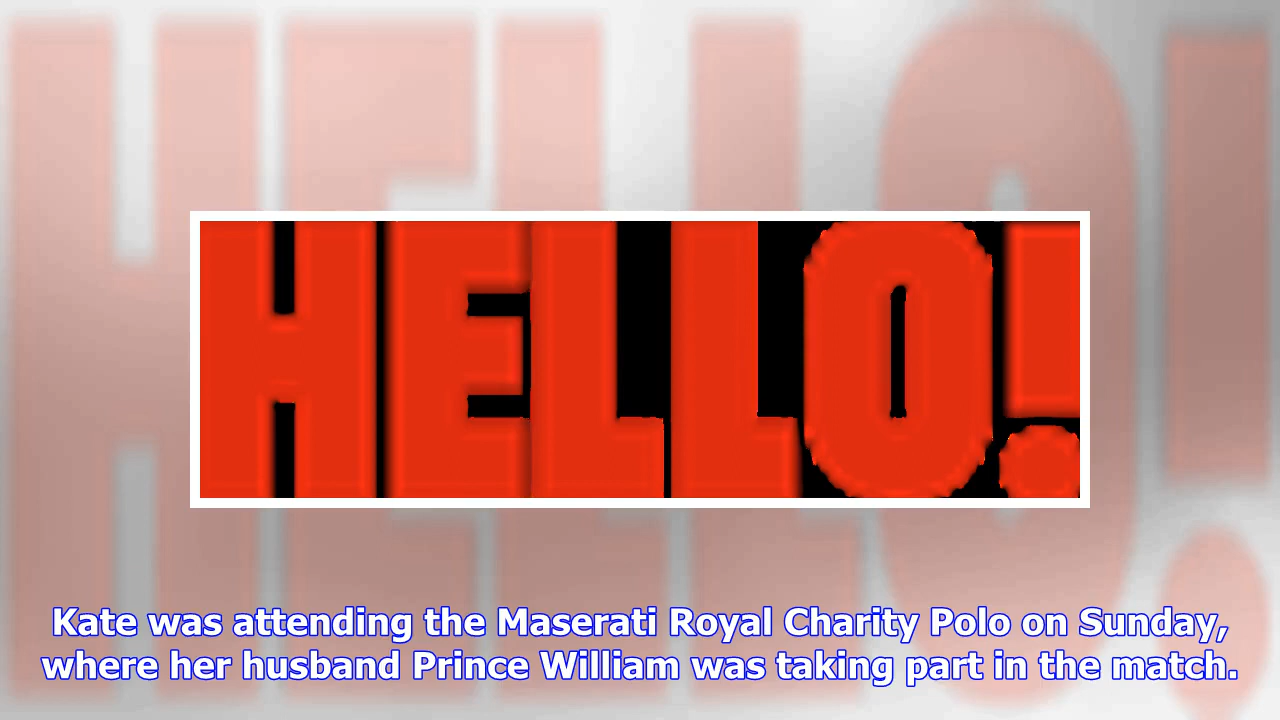 HELLO!
Kate was attending the Maserati Royal Charity Polo on Sunday,
where her husband Prince William was taking part in the match.